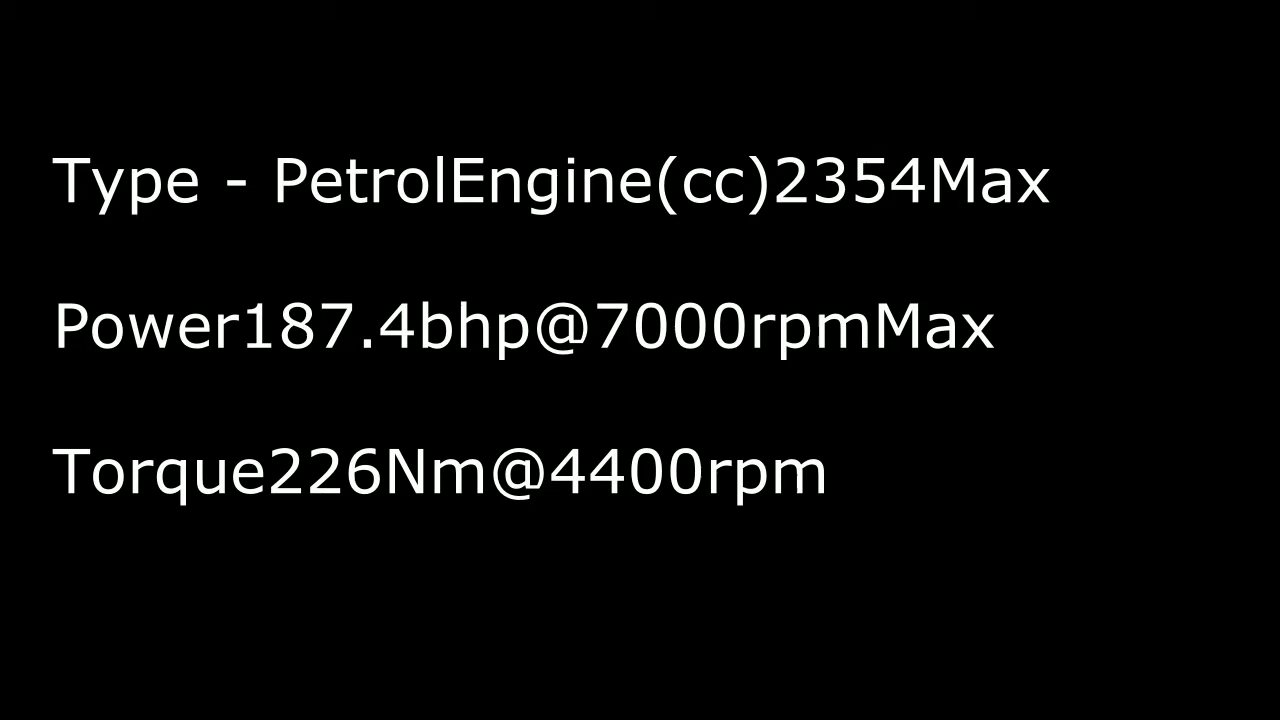 Type - PetrolEngine(cc)2354Max
Power187.4bhp@7000rpmMax
Torque226Nm@4400rpm